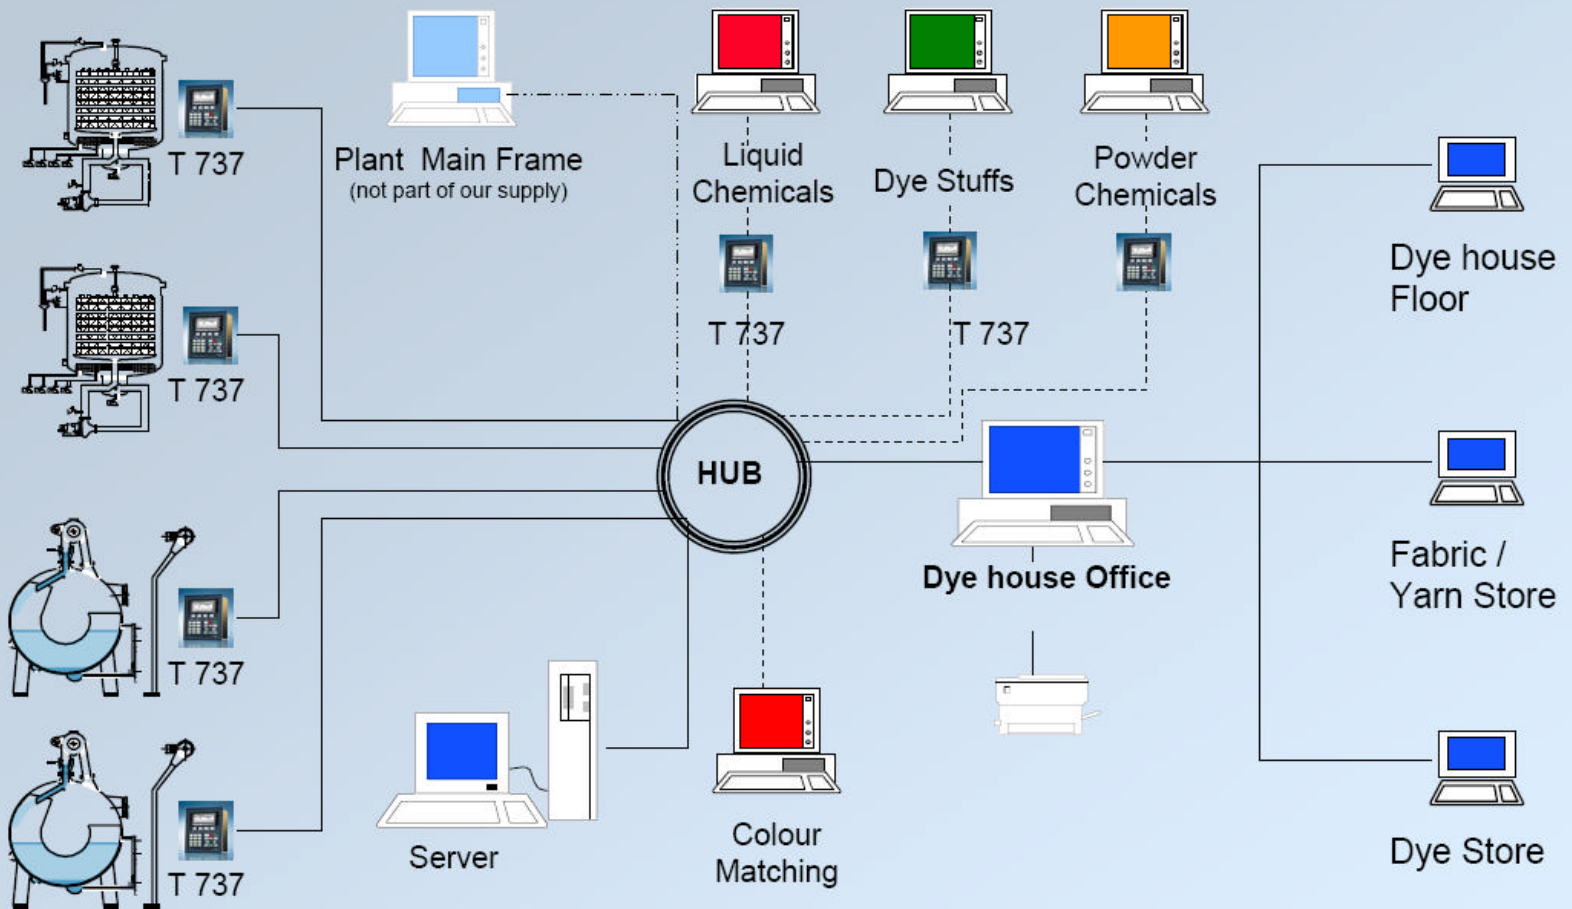 T 737
Plant Main Frame
(not part of our supply)
Liquid
Chemicals
Dye Stuffs
Powder
Chemicals
T 737
T 737
T 737
Dye house
Floor
HUB
Dye house Office
Fabric /
Yarn Store
T 737
T 737
Server
Colour
Matching
Dye Store